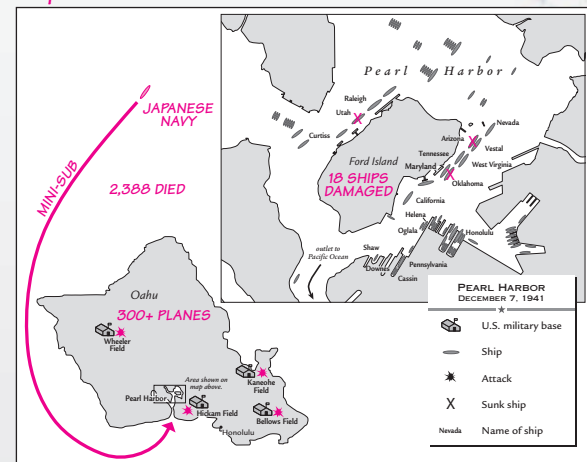 JAPANESE
NAVY
MINI-SUB
2,388 DIED
Pearl Harbor
Raleigh
Utah
Curtiss
Nevada
Arizona
Vestal
Tennessee
West Virginia
Maryland
Oklahoma
Ford Island
18 SHIPS
DAMAGED
California
Helena
Oglala
Honolulu
outlet to
Pacific Ocean
Shaw
Downes
Pennsylvania
Cassin
Oahu
300+ PLANES
Wheeler
Field
Area shown on
map above.
Kaneohe
Field
Pearl Harbor
Hickam Field
Bellows Field
Honolulu
PEARL HARBOR
DECEMBER 7, 1941
U.S. military base
Ship
Attack
X Sunk ship
Nevada Name of ship